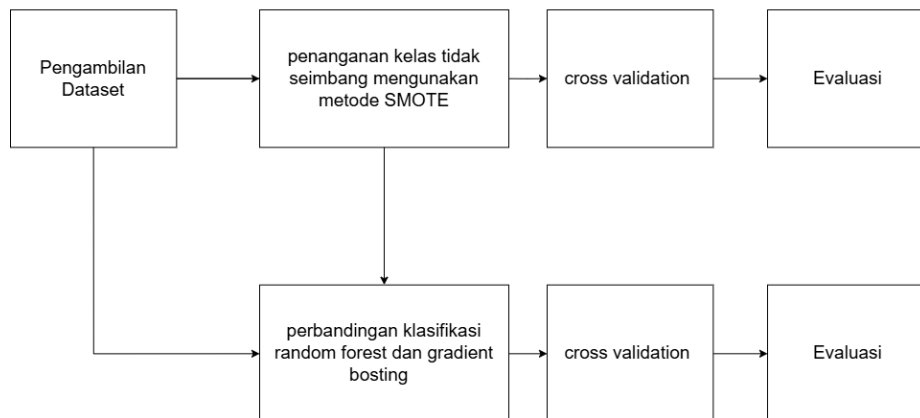 Pengambilan
Dataset
penanganan kelas tidak
seimbang mengunakan
metode SMOTE
cross validation
Evaluasi
perbandingan klasifikasi
random forest dan gradient
bosting
cross validation
Evaluasi